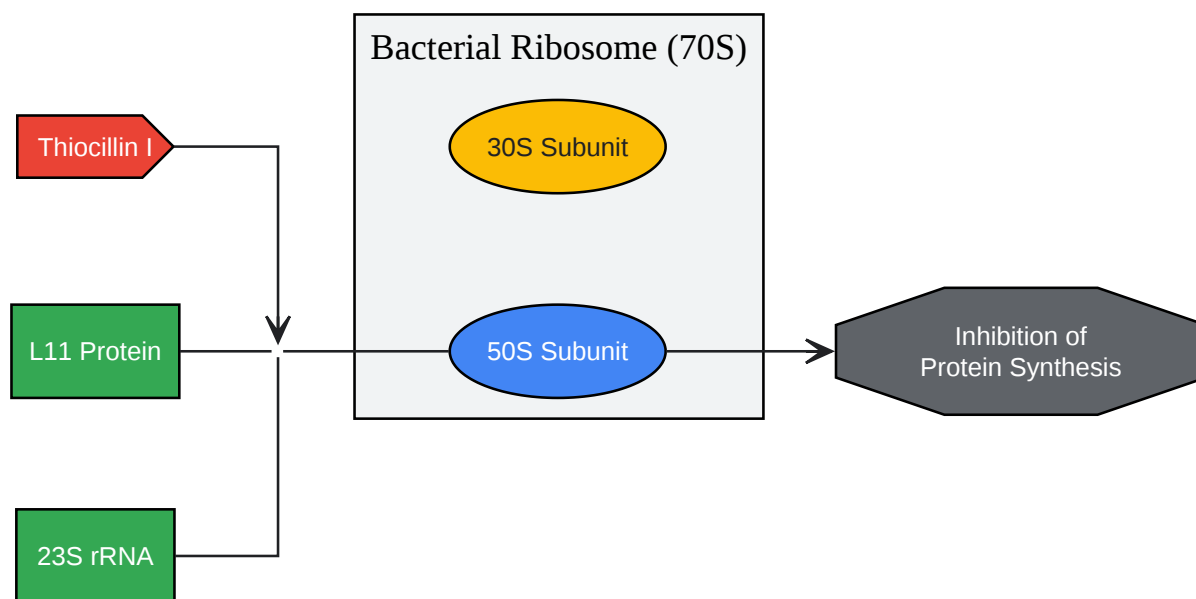 Bacterial Ribosome (70S)
Thiocillin I
30S Subunit
L11 Protein
50S Subunit
Inhibition of
Protein Synthesis
23S rRNA